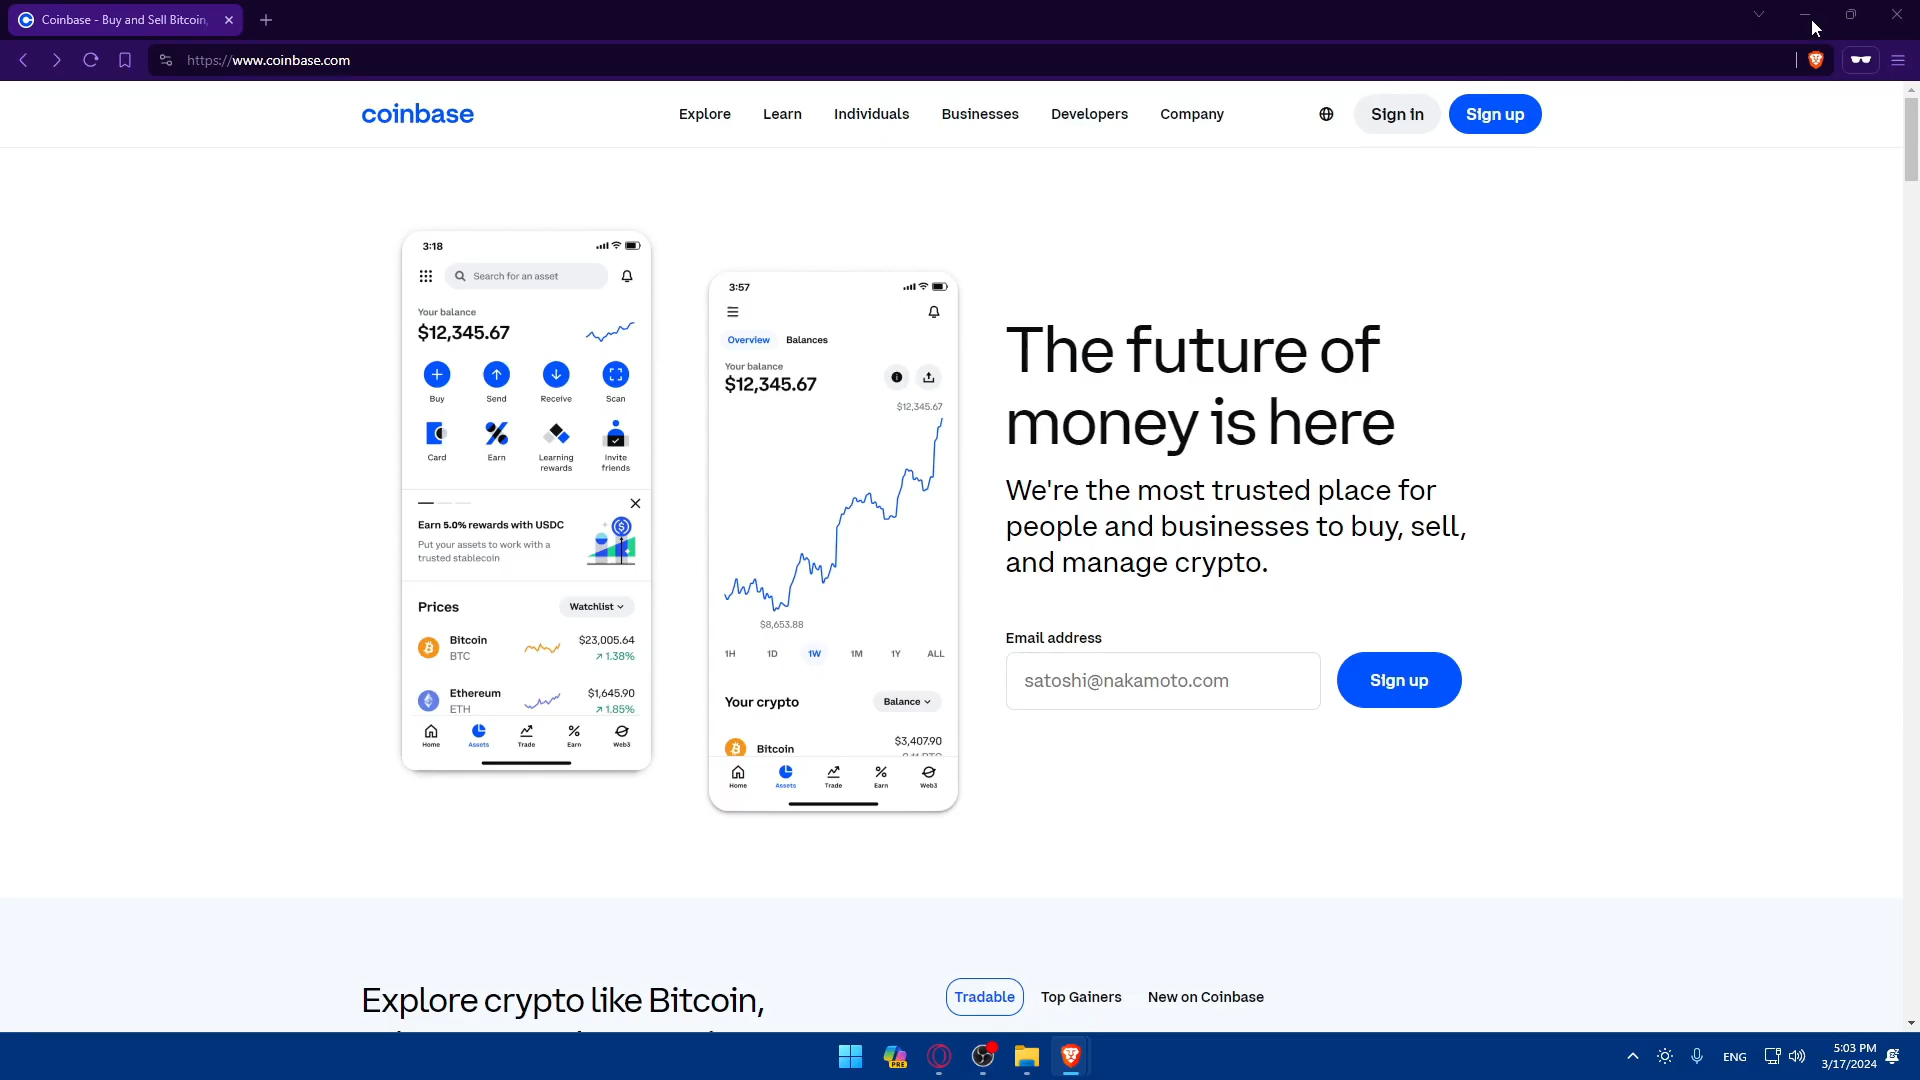 Coinbase - Buy and Sell Bitcoin,
https://www.coinbase.com
coinbase
Explore
Learn
Individuals
Businesses
Developers
Company
Sign in
Sign up
3:18
Search for an asset
Your balance
$12,345.67
Buy
Send
Receive
Scan
Card
Earn
Learning
rewards
Invite
friends
Earn 5.0% rewards with USDC
Put your assets to work with a
trusted stablecoin
Prices
Watchlist
Bitcoin
$23,005.64
BTC
1.38%
Ethereum
$1,645.90
ETH
1.85%
Home
Assets
Trade
Earn
Web3
3:57
Overview
Balances
Your balance
$12,345.67
$12,345.67
$8,653.88
1H
1D
1W
1M
1Y
ALL
Your crypto
Balance
Bitcoin
$3,407.90
Home
Assets
Trade
Earn
Web3
The future of
money is here
We're the most trusted place for
people and businesses to buy, sell,
and manage crypto.
Email address
satoshi@nakamoto.com
Sign up
Explore crypto like Bitcoin,
Tradable
Top Gainers
New on Coinbase
PRE
ENG
5:03 PM
3/17/2024